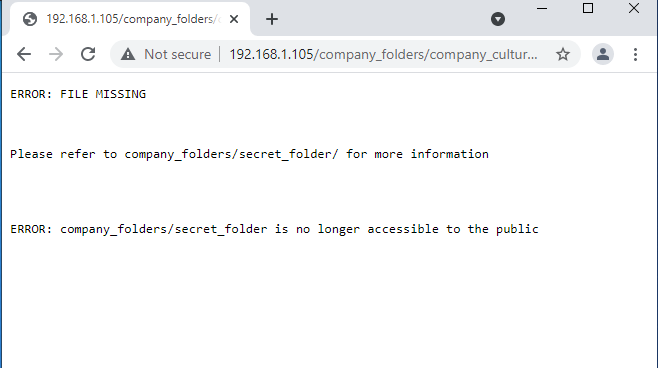 192.168.1.105/company_folders/
Not secure
192.168.1.105/company_folders/company_cultur...
ERROR: FILE MISSING
Please refer to company_folders/secret_folder/ for more information
ERROR: company_folders/secret_folder is no longer accessible to the public